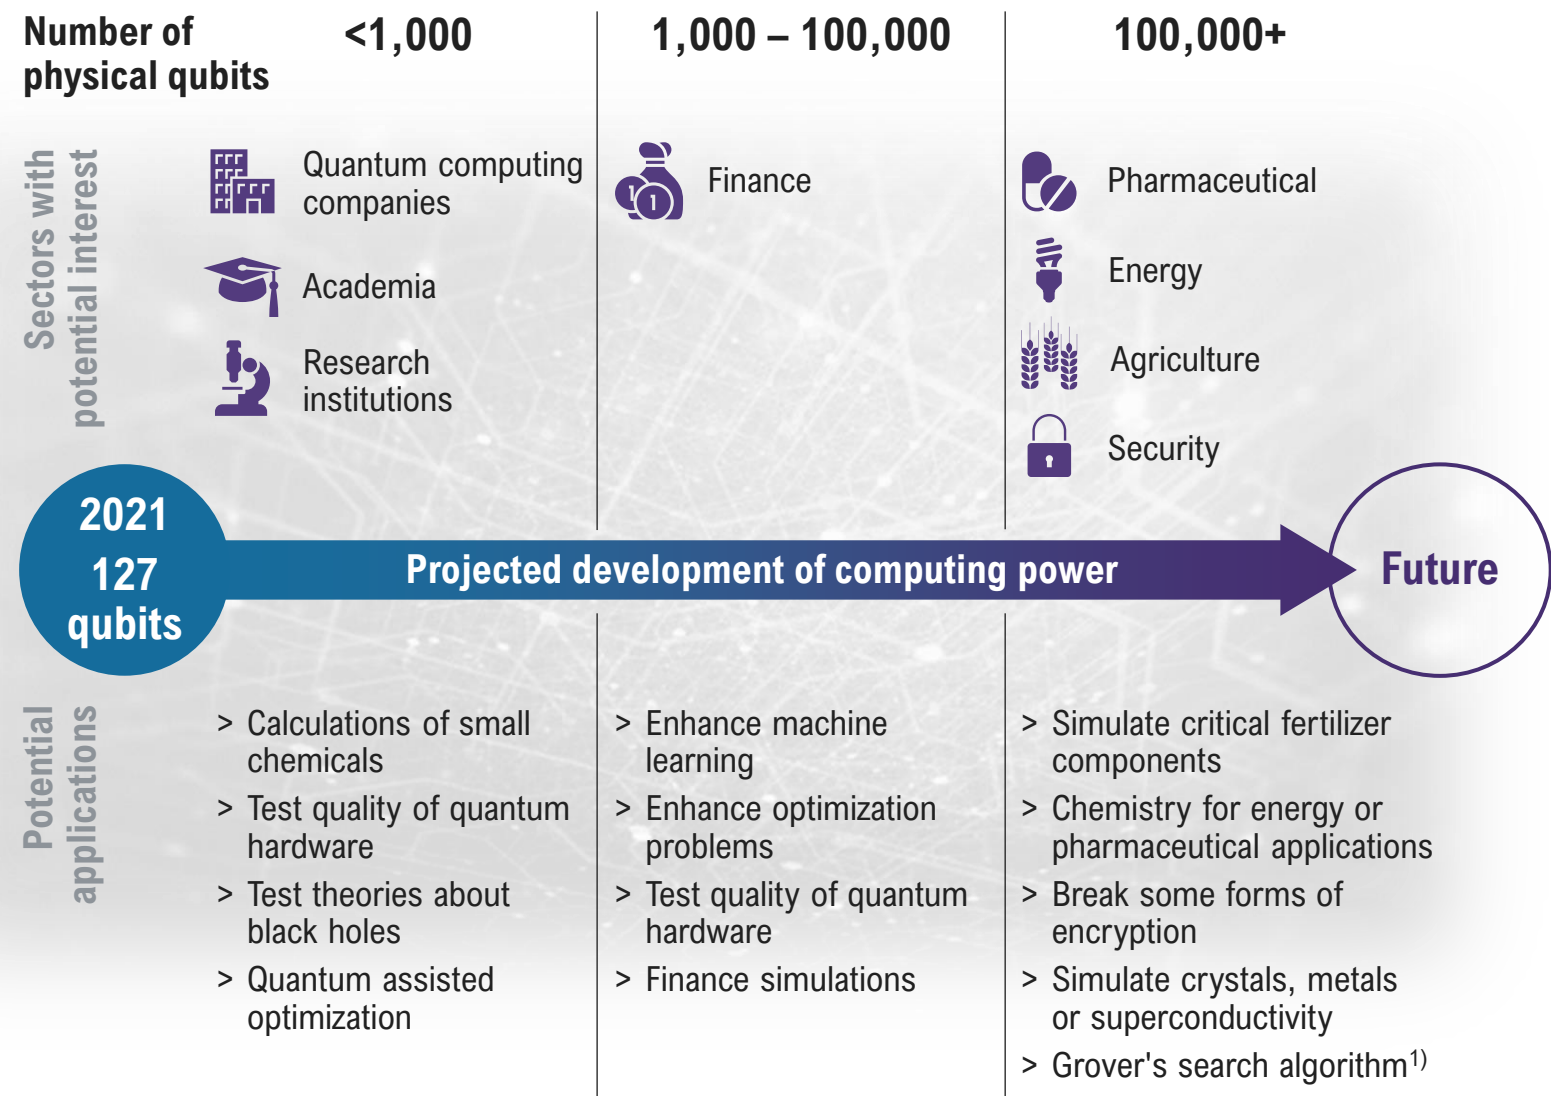 Number of
physical qubits
<1,000
1,000 – 100,000
100,000+
Sectors with
potential interest
Quantum computing
companies
Academia
Research
institutions
1
1
Finance
Pharmaceutical
Energy
Agriculture
Security
2021
127
qubits
Projected development of computing power
Future
Potential
applications
> Calculations of small
chemicals
> Test quality of quantum
hardware
> Test theories about
black holes
> Quantum assisted
optimization
> Enhance machine
learning
> Enhance optimization
problems
> Test quality of quantum
hardware
> Finance simulations
> Simulate critical fertilizer
components
> Chemistry for energy or
pharmaceutical applications
> Break some forms of
encryption
> Simulate crystals, metals
or superconductivity
> Grover's search algorithm1)